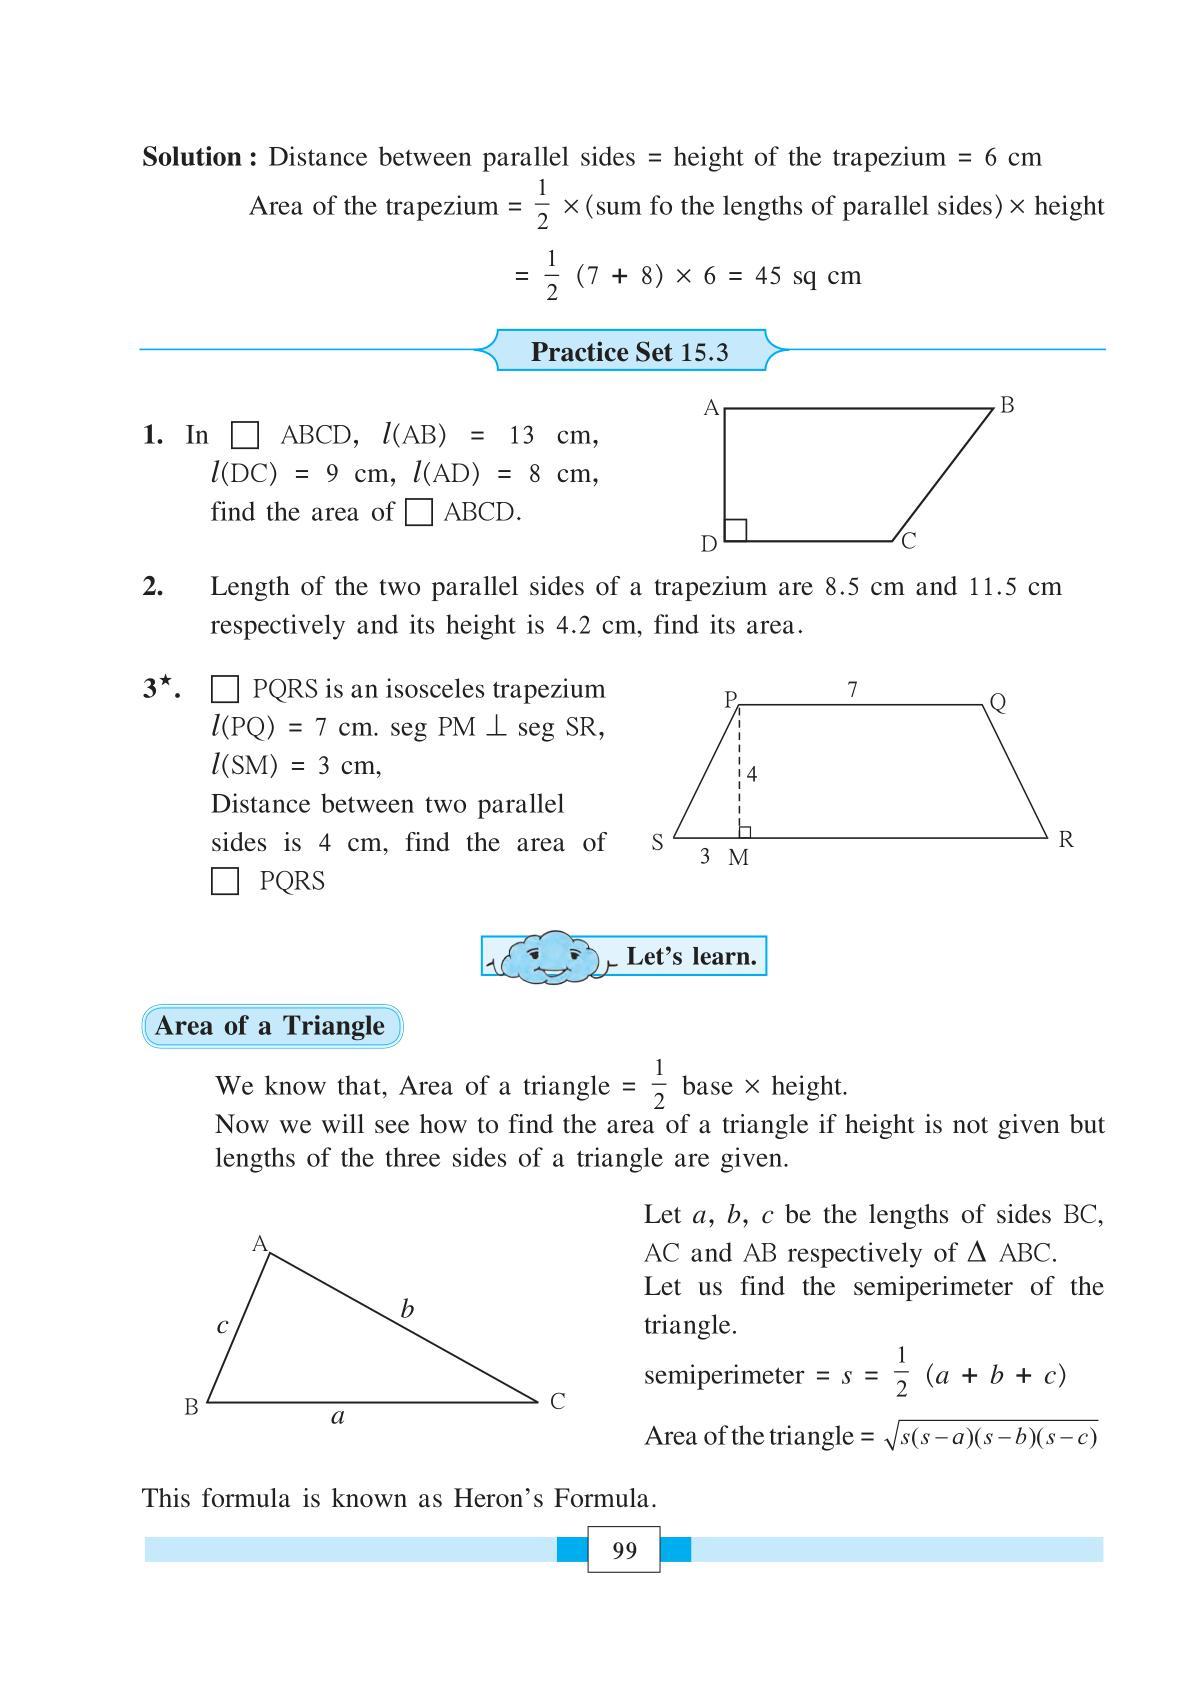 Solution : Distance between parallel sides = height of the trapezium = 6 cm
Area of the trapezium = 1/2 × (sum fo the lengths of parallel sides) × height
= 1/2 (7 + 8) × 6 = 45 sq cm
Practice Set 15.3
1. In □ ABCD, l(AB) = 13 cm,
l(DC) = 9 cm, l(AD) = 8 cm,
find the area of □ ABCD.
A
B
D
C
2. Length of the two parallel sides of a trapezium are 8.5 cm and 11.5 cm
respectively and its height is 4.2 cm, find its area.
3★. □ PQRS is an isosceles trapezium
l(PQ) = 7 cm. seg PM ⊥ seg SR,
l(SM) = 3 cm,
Distance between two parallel
sides is 4 cm, find the area of
□ PQRS
P
7
Q
4
S
3 M
R
Let's learn.
Area of a Triangle
We know that, Area of a triangle = 1/2 base × height.
Now we will see how to find the area of a triangle if height is not given but
lengths of the three sides of a triangle are given.
A
b
c
B
a
C
Let a, b, c be the lengths of sides BC,
AC and AB respectively of Δ ABC.
Let us find the semiperimeter of the
triangle.
semiperimeter = s = 1/2 (a + b + c)
Area of the triangle = √s(s−a)(s−b)(s−c)
This formula is known as Heron's Formula.
99